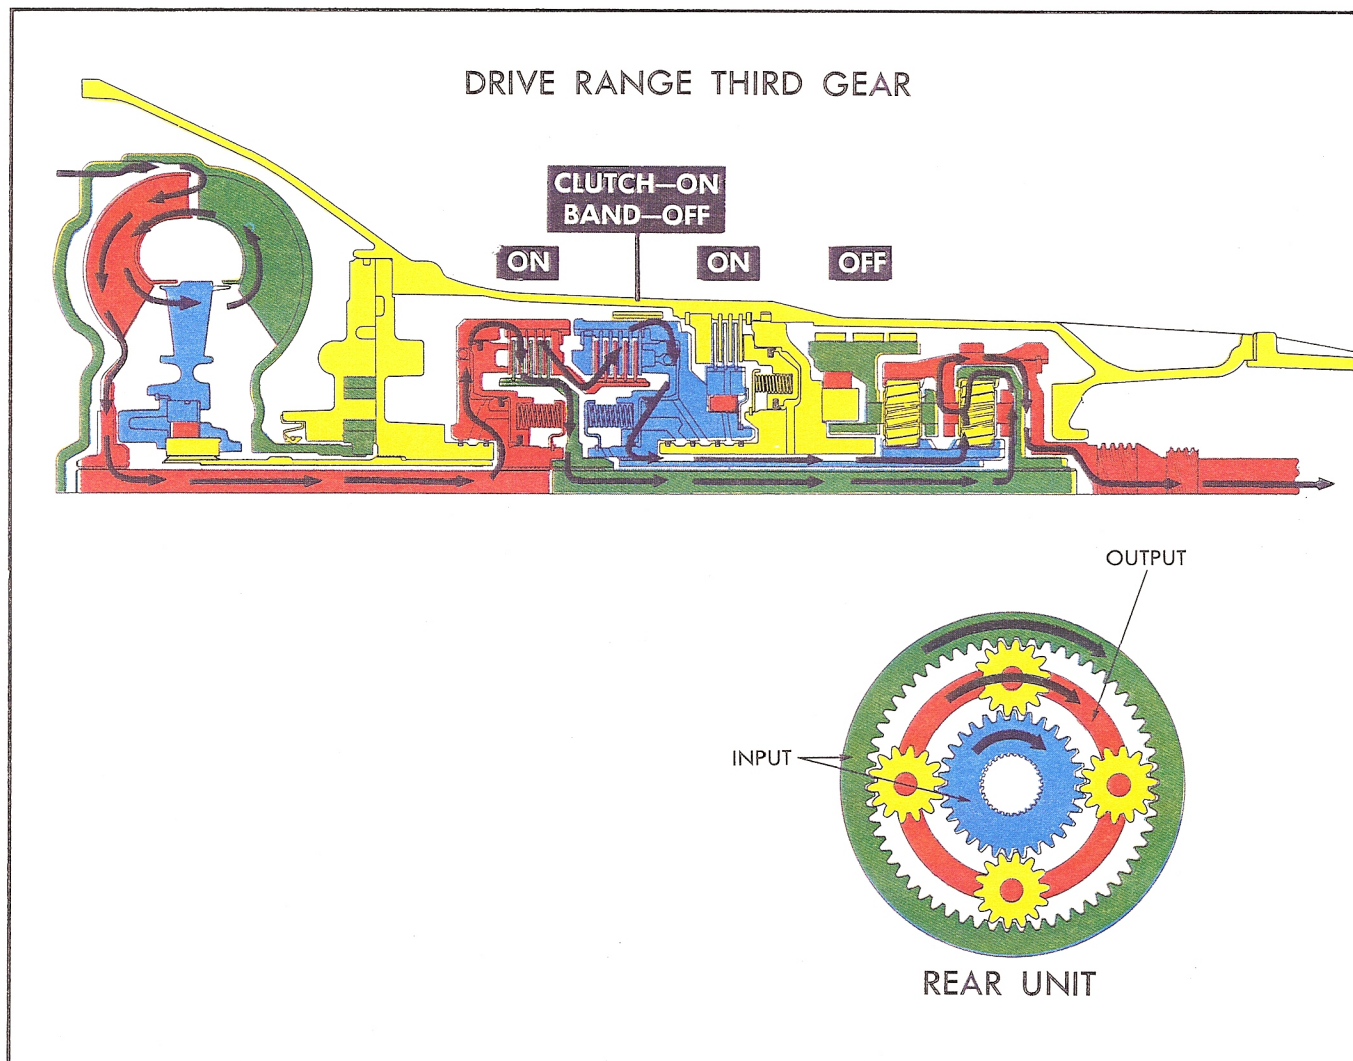 DRIVE RANGE THIRD GEAR
CLUTCH—ON
BAND—OFF
ON
ON
OFF
OUTPUT
INPUT
REAR UNIT